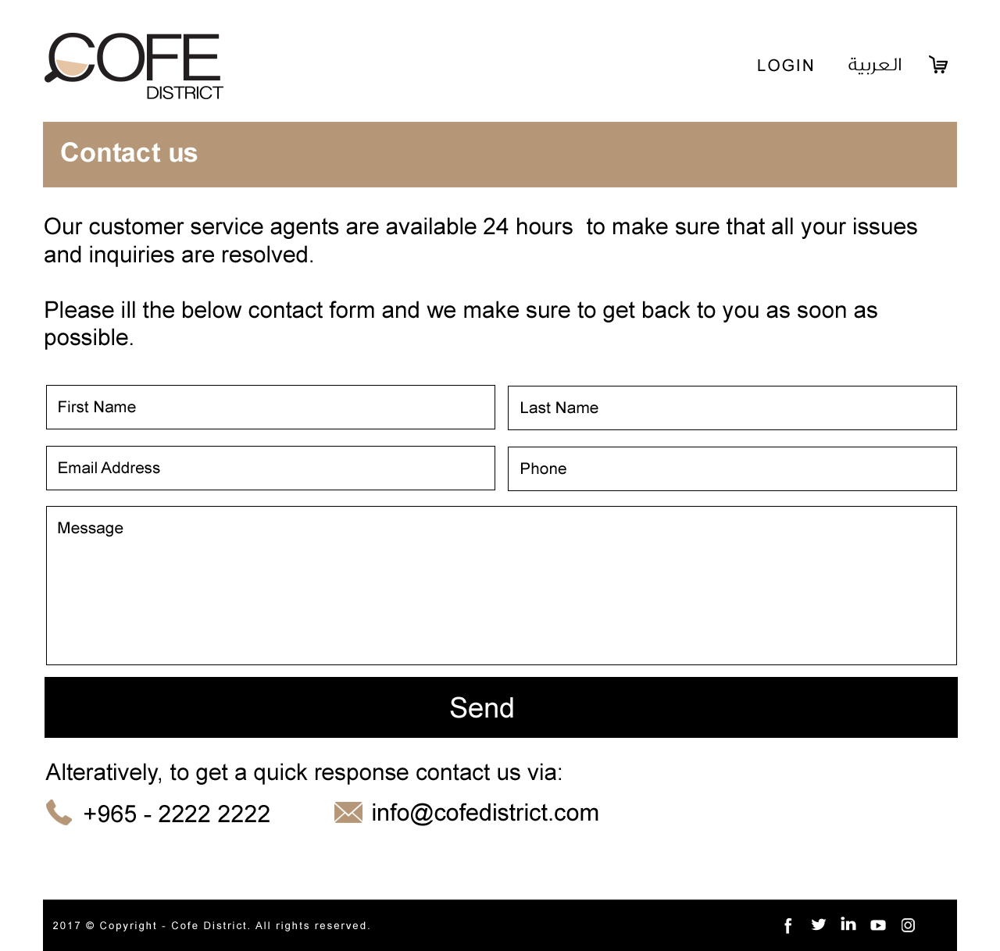 COFE
DISTRICT
LOGIN
العربية
Contact us
Our customer service agents are available 24 hours  to make sure that all your issues
and inquiries are resolved.
Please ill the below contact form and we make sure to get back to you as soon as
possible.
First Name
Last Name
Email Address
Phone
Message
Send
Alteratively, to get a quick response contact us via:
+965 - 2222 2222
info@cofedistrict.com
2017 © Copyright - Cofe District. All rights reserved.